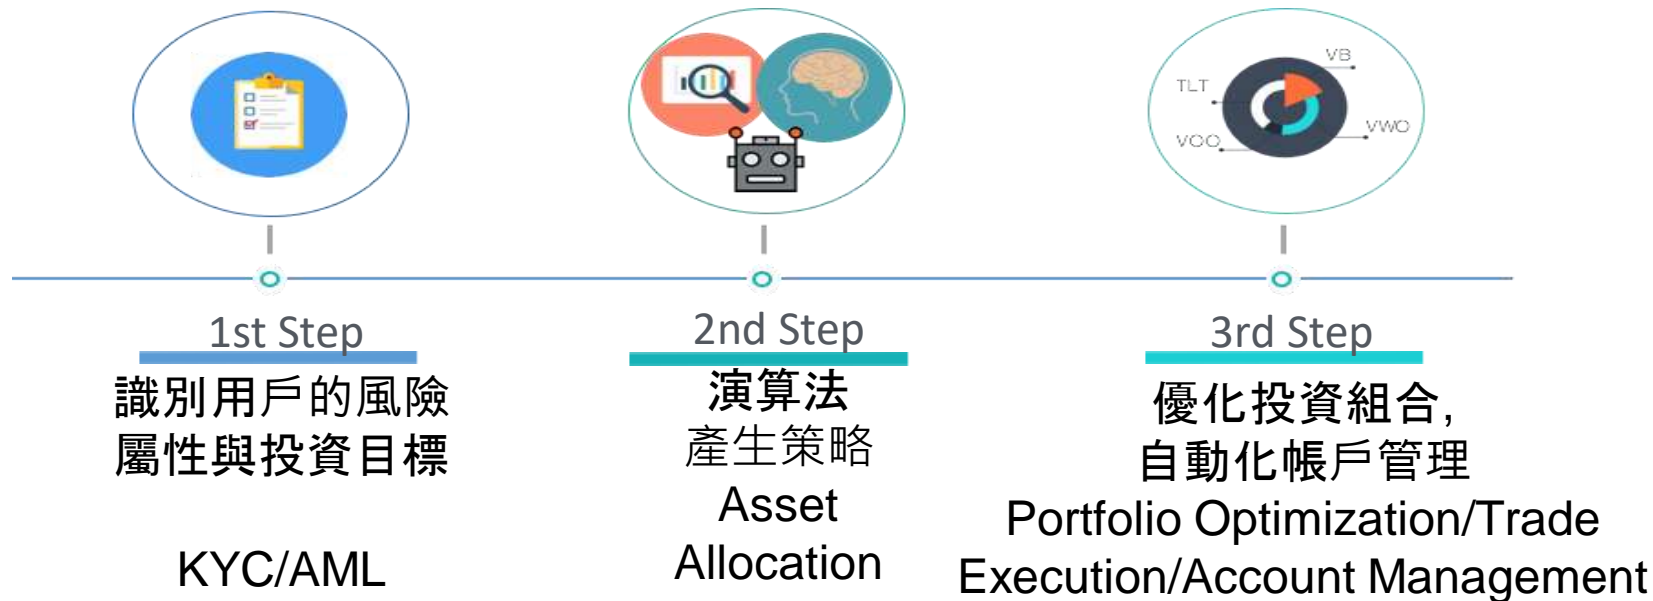 VB
TLT
VWO
VOO
1st Step
識別用戶的風險
屬性與投資目標
KYC/AML
2nd Step
演算法
產生策略
Asset
Allocation
3rd Step
優化投資組合,
自動化帳戶管理
Portfolio Optimization/Trade
Execution/Account Management